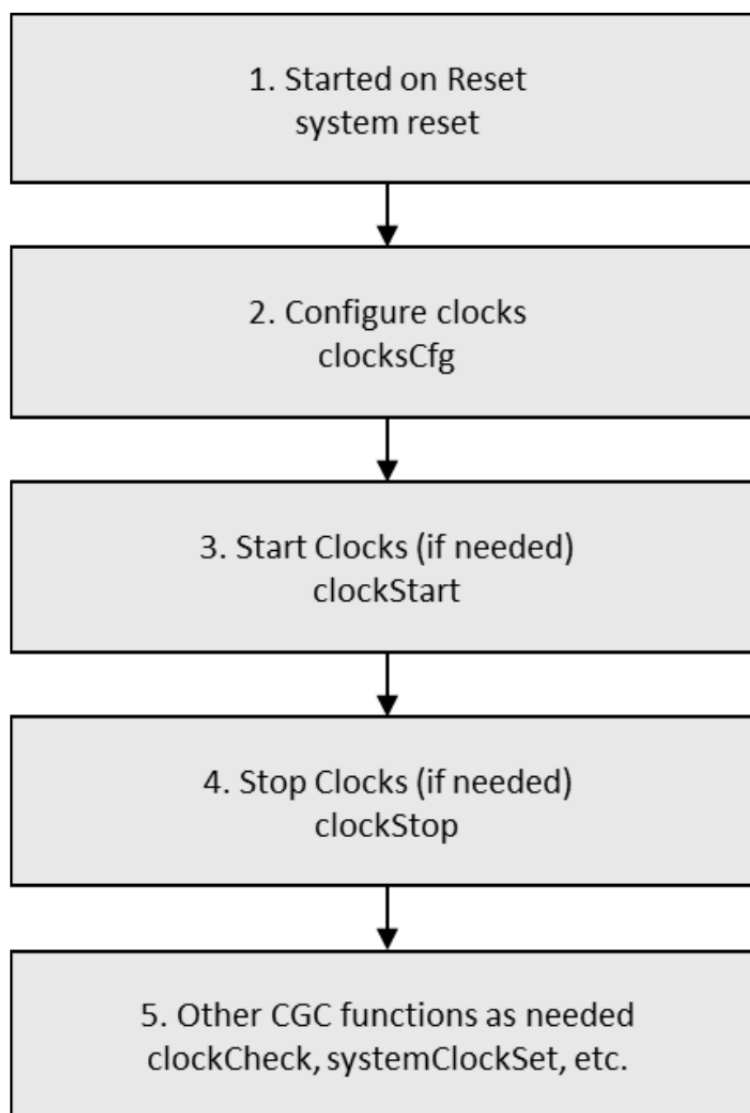 1. Started on Reset
system reset
2. Configure clocks
clocksCfg
3. Start Clocks (if needed)
clockStart
4. Stop Clocks (if needed)
clockStop
5. Other CGC functions as needed
clockCheck, systemClockSet, etc.